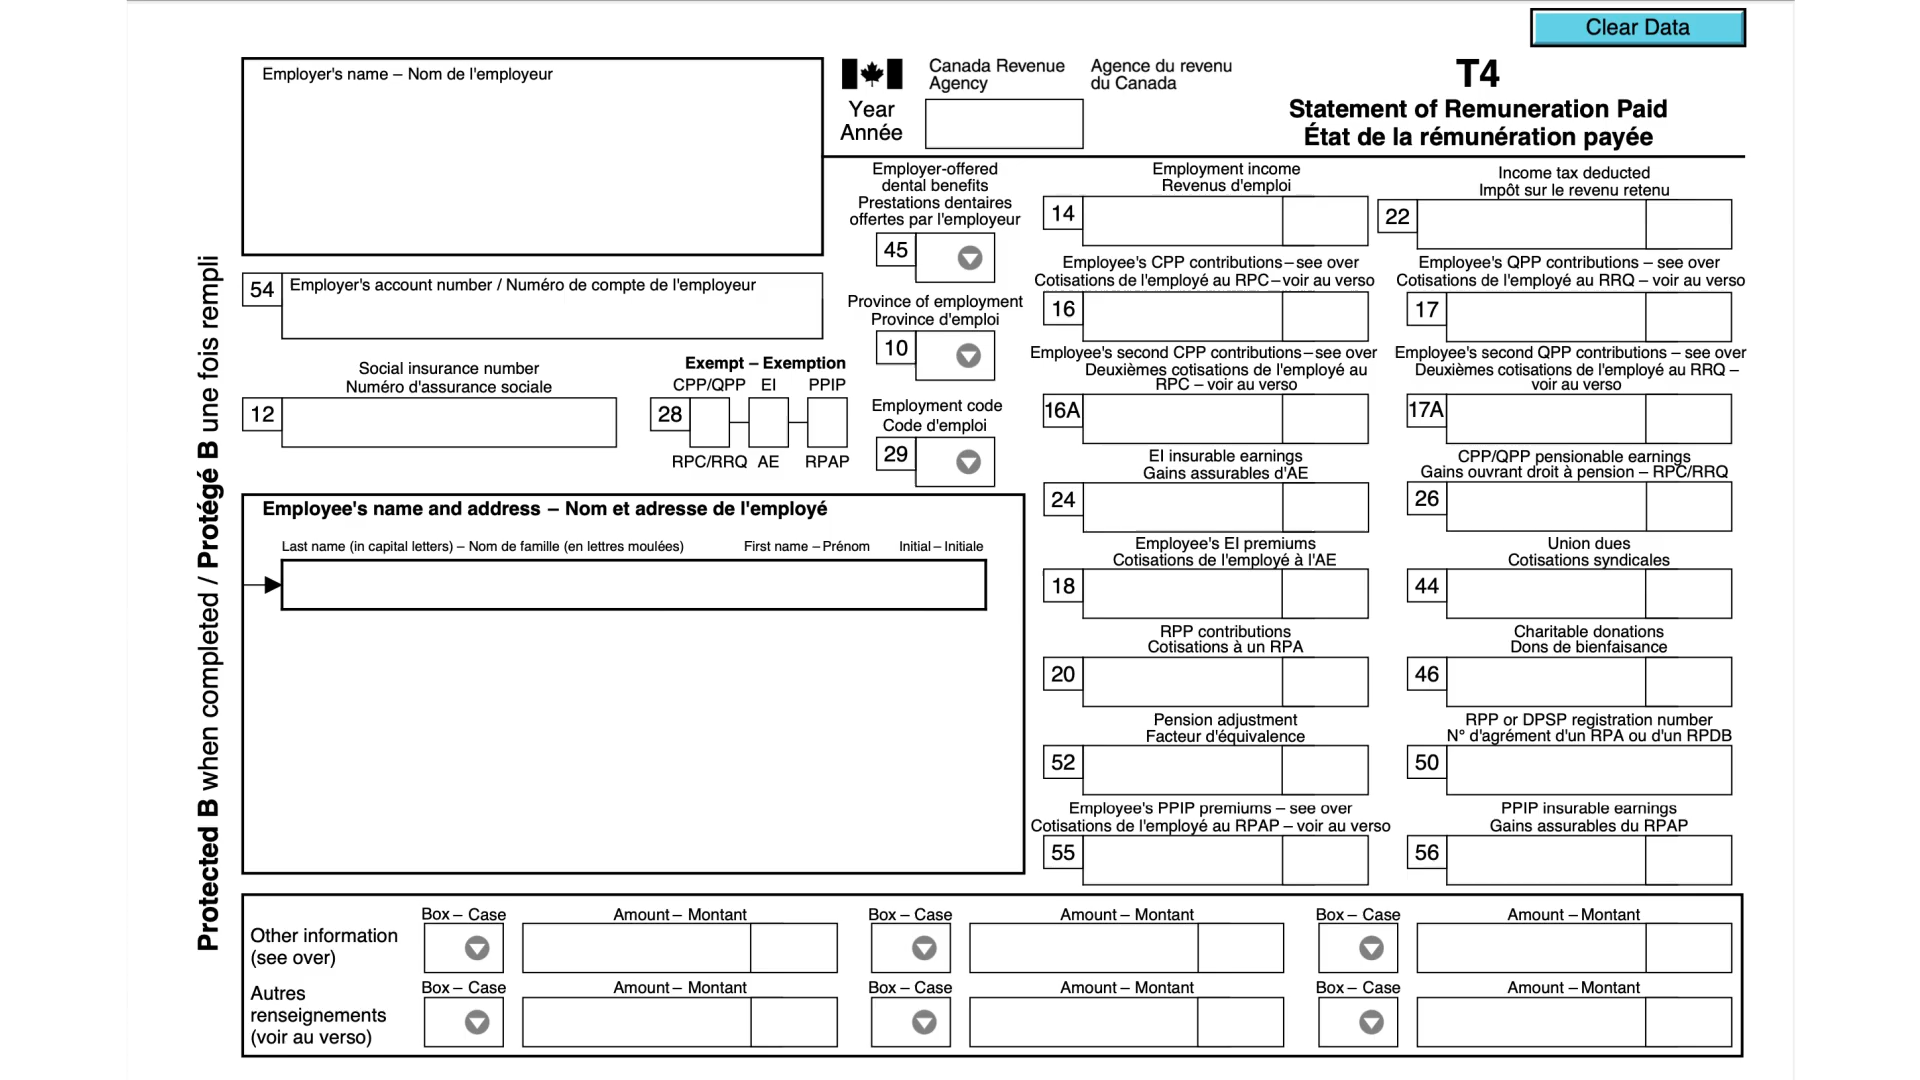 Clear Data
Employer's name – Nom de l'employeur
Canada Revenue
Agency
Agence du revenu
du Canada
Year
Année
T4
Statement of Remuneration Paid
État de la rémunération payée
Employer-offered
dental benefits
Prestations dentaires
offertes par l'employeur
45
Employment income
Revenus d'emploi
14
Income tax deducted
Impôt sur le revenu retenu
22
54
Employer's account number / Numéro de compte de l'employeur
Province of employment
Province d'emploi
10
Employee's CPP contributions – see over
Cotisations de l'employé au RPC – voir au verso
16
Employee's QPP contributions – see over
Cotisations de l'employé au RRQ – voir au verso
17
Social insurance number
Numéro d'assurance sociale
12
Exempt – Exemption
CPP/QPP EI PPIP
28
RPC/RRQ AE RPAP
Employment code
Code d'emploi
29
Employee's second CPP contributions – see over
Deuxièmes cotisations de l'employé au
RPC – voir au verso
16A
Employee's second QPP contributions – see over
Deuxièmes cotisations de l'employé au RRQ –
voir au verso
17A
EI insurable earnings
Gains assurables d'AE
24
CPP/QPP pensionable earnings
Gains ouvrant droit à pension – RPC/RRQ
26
Employee's name and address – Nom et adresse de l'employé
Last name (in capital letters) – Nom de famille (en lettres moulées) First name – Prénom Initial – Initiale
Employee's EI premiums
Cotisations de l'employé à l'AE
18
Union dues
Cotisations syndicales
44
RPP contributions
Cotisations à un RPA
20
Charitable donations
Dons de bienfaisance
46
Pension adjustment
Facteur d'équivalence
52
RPP or DPSP registration number
N° d'agrément d'un RPA ou d'un RPDB
50
Employee's PPIP premiums – see over
Cotisations de l'employé au RPAP – voir au verso
55
PPIP insurable earnings
Gains assurables du RPAP
56
Protected B when completed / Protégé B une fois rempli
Other information
(see over)
Box – Case Amount – Montant Box – Case Amount – Montant Box – Case Amount – Montant
Autres
renseignements
(voir au verso)
Box – Case Amount – Montant Box – Case Amount – Montant Box – Case Amount – Montant